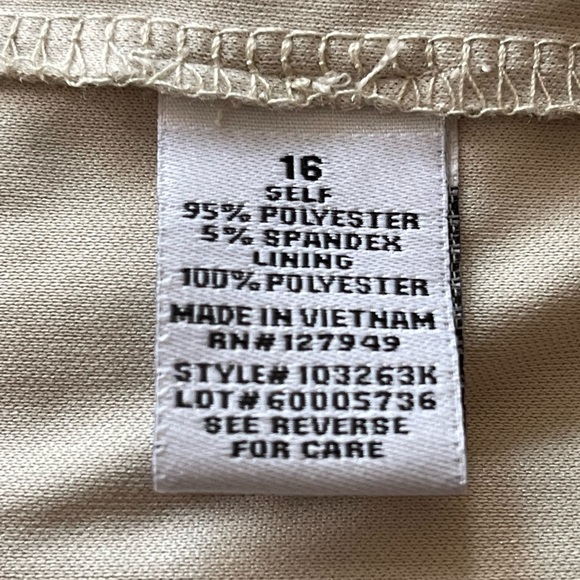 16
SELF
95% POLYESTER
5% SPANDEX
LINING
100% POLYESTER
MADE IN VIETNAM
RN# 127949
STYLE# 103263K
LOT# 60005736
SEE REVERSE
FOR CARE